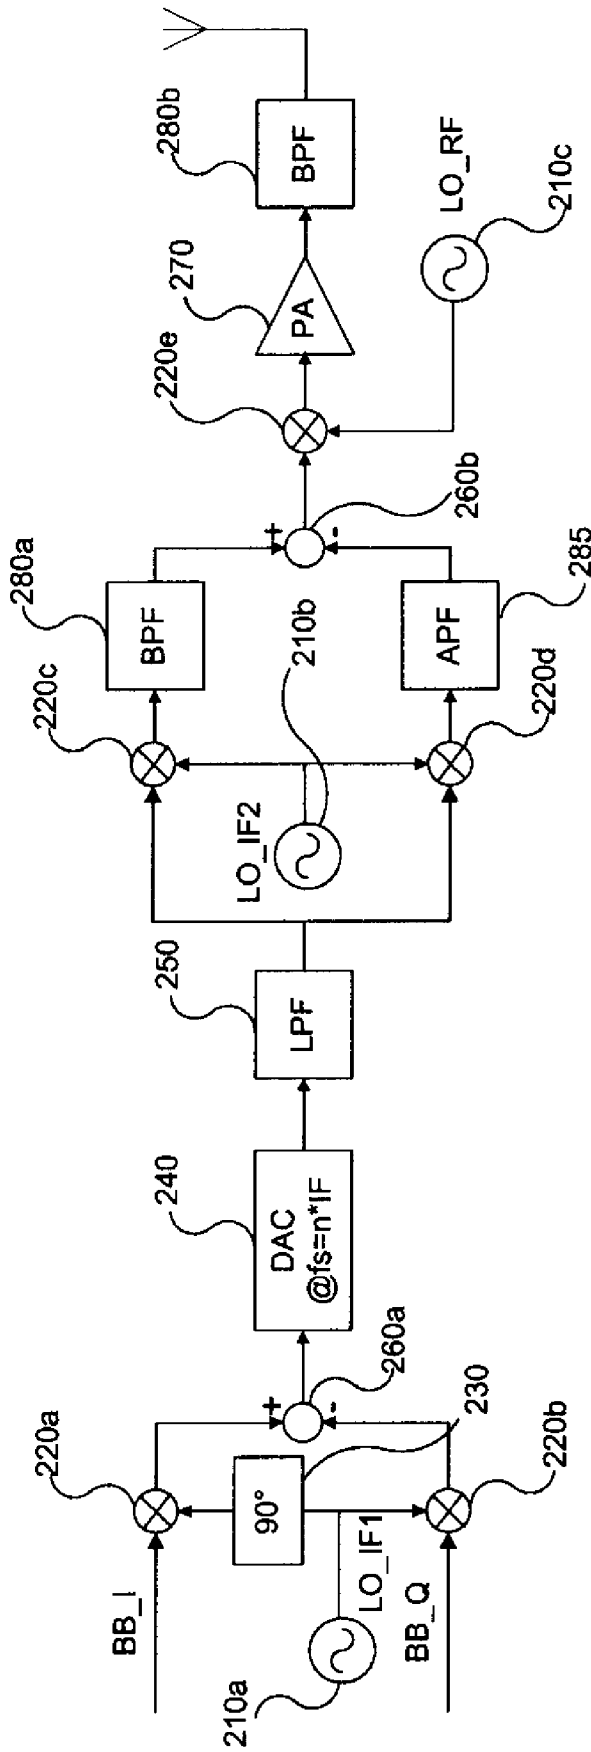 BB_I
220a
90°
230
220b
BB_Q
LO_IF1
210a
+
-
260a
240
DAC
@fs=n*IF
250
LPF
LO_IF2
210b
220c
220d
280a
BPF
APF
285
+
-
260b
220e
270
PA
280b
BPF
LO_RF
210c